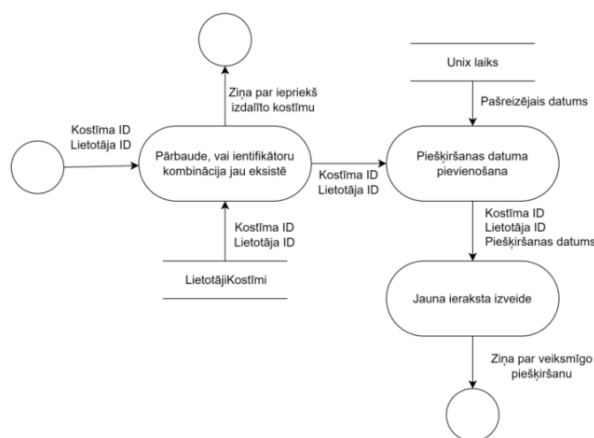 Unix laiks
Ziņa par iepriekš
izdalīto kostīmu
Pašreizējais datums
Kostīma ID
Lietotāja ID
Pārbaude, vai ientifikātoru
kombinācija jau eksistē
Kostīma ID
Lietotāja ID
Piešķiršanas datuma
pievienošana
Kostīma ID
Lietotāja ID
LietotājiKostīmi
Kostīma ID
Lietotāja ID
Piešķiršanas datums
Jauna ieraksta izveide
Ziņa par veiksmīgo
piešķiršanu